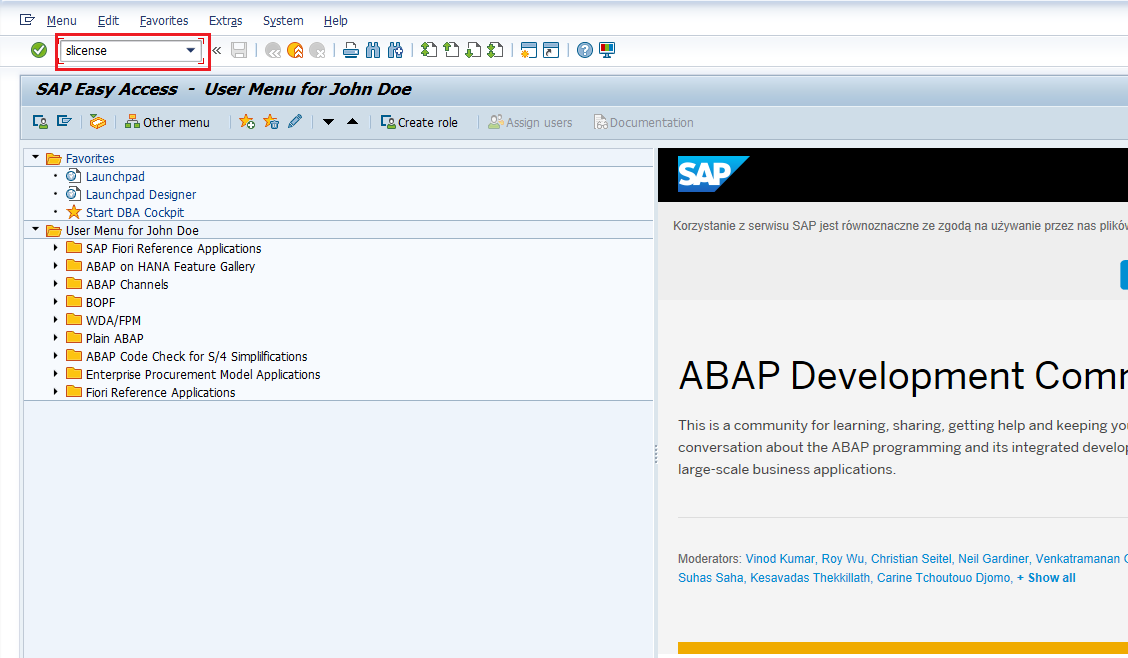 Menu Edit Favorites Extras System Help
slicense
SAP Easy Access - User Menu for John Doe
Other menu Create role Assign users Documentation
Favorites
Launchpad
Launchpad Designer
Start DBA Cockpit
User Menu for John Doe
SAP Fiori Reference Applications
ABAP on HANA Feature Gallery
ABAP Channels
BOPF
WDA/FPM
Plain ABAP
ABAP Code Check for S/4 Simplilfications
Enterprise Procurement Model Applications
Fiori Reference Applications
SAP
Korzystanie z serwisu SAP jest równoznaczne ze zgodą na używanie przez nas plików
ABAP Development Comm
This is a community for learning, sharing, getting help and keeping you
conversation about the ABAP programming and its integrated develop
large-scale business applications.
Moderators: Vinod Kumar, Roy Wu, Christian Seitel, Neil Gardiner, Venkatramanan
Suhas Saha, Kesavadas Thekkillath, Carine Tchoutouo Djomo, + Show all